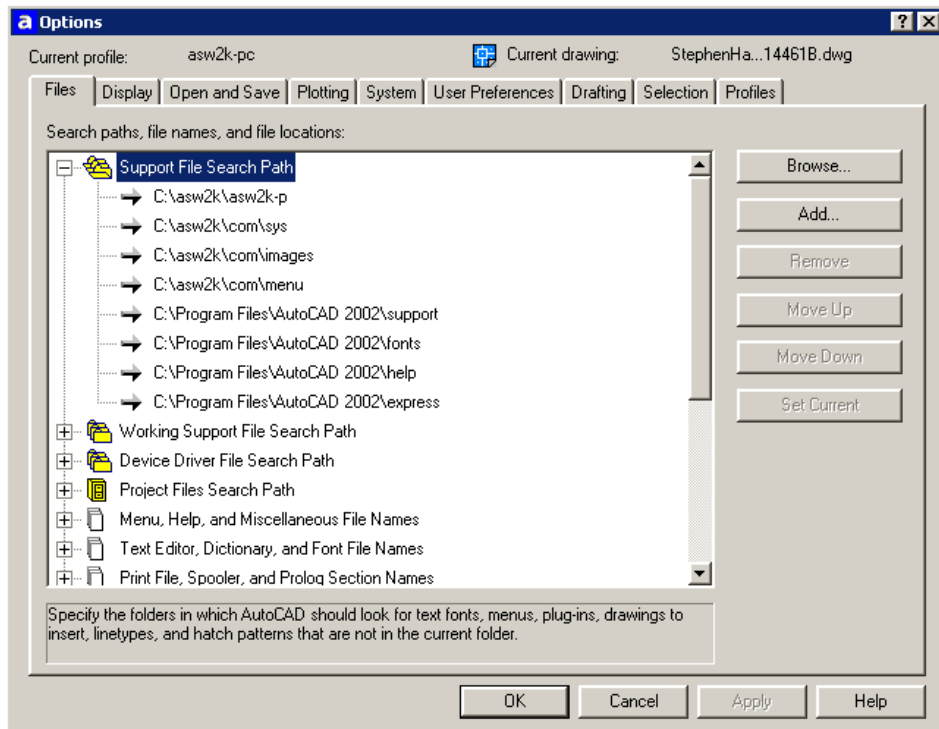 a Options
Current profile: asw2k-pc Current drawing: StephenHa...14461B.dwg
Files Display Open and Save Plotting System User Preferences Drafting Selection Profiles
Search paths, file names, and file locations:
Support File Search Path
C:\asw2k\asw2k-p
C:\asw2k\com\sys
C:\asw2k\com\images
C:\asw2k\com\menu
C:\Program Files\AutoCAD 2002\support
C:\Program Files\AutoCAD 2002\fonts
C:\Program Files\AutoCAD 2002\help
C:\Program Files\AutoCAD 2002\express
Working Support File Search Path
Device Driver File Search Path
Project Files Search Path
Menu, Help, and Miscellaneous File Names
Text Editor, Dictionary, and Font File Names
Print File, Spooler, and Prolog Section Names
Browse...
Add...
Remove
Move Up
Move Down
Set Current
Specify the folders in which AutoCAD should look for text fonts, menus, plug-ins, drawings to
insert, linetypes, and hatch patterns that are not in the current folder.
OK Cancel Apply Help